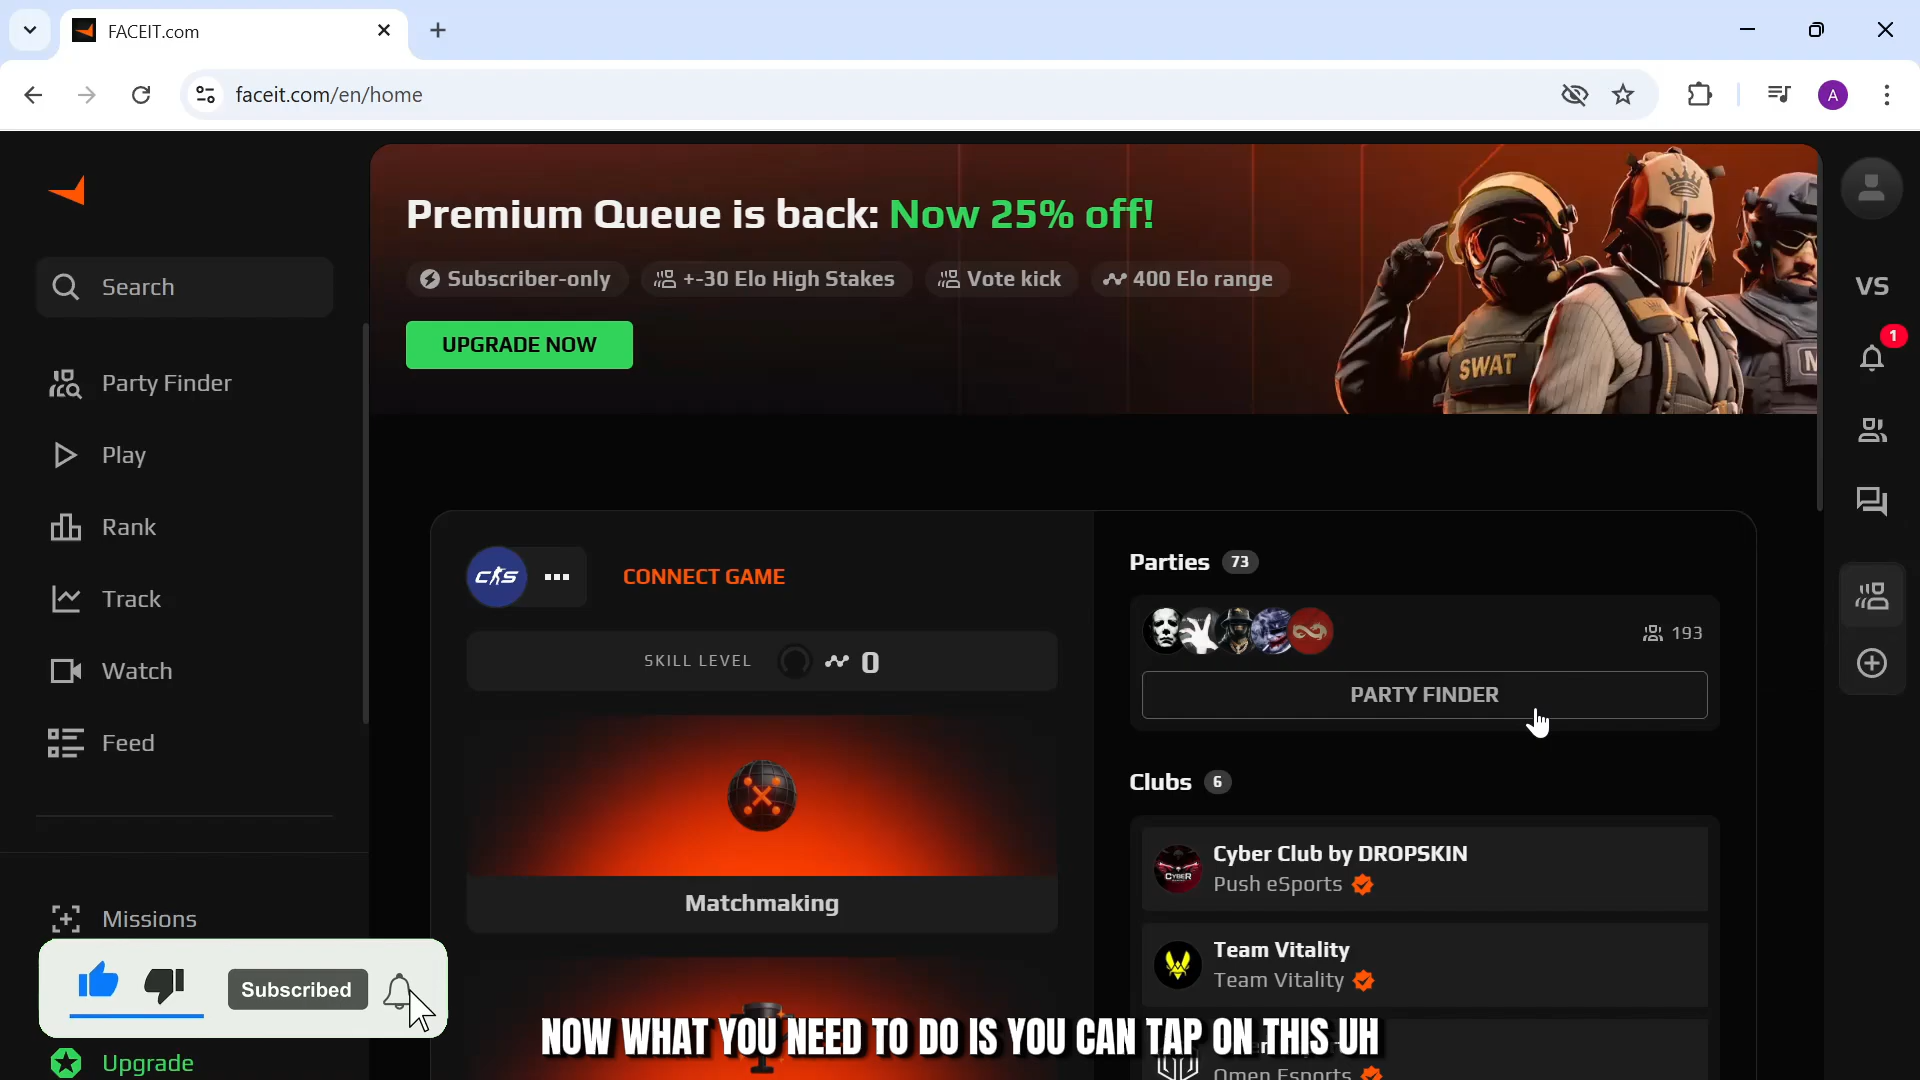 FACEIT.com
faceit.com/en/home
A
Premium Queue is back: Now 25% off!
Subscriber-only
+-30 Elo High Stakes
Vote kick
400 Elo range
UPGRADE NOW
SWAT
Search
Party Finder
Play
Rank
Track
Watch
Feed
Missions
Upgrade
VS
1
CS
CONNECT GAME
SKILL LEVEL
0
Matchmaking
Parties 73
193
PARTY FINDER
Clubs 6
CYBER
Cyber Club by DROPSKIN
Push eSports
Team Vitality
Team Vitality
Omen Esports
Subscribed
NOW WHAT YOU NEED TO DO IS YOU CAN TAP ON THIS UH